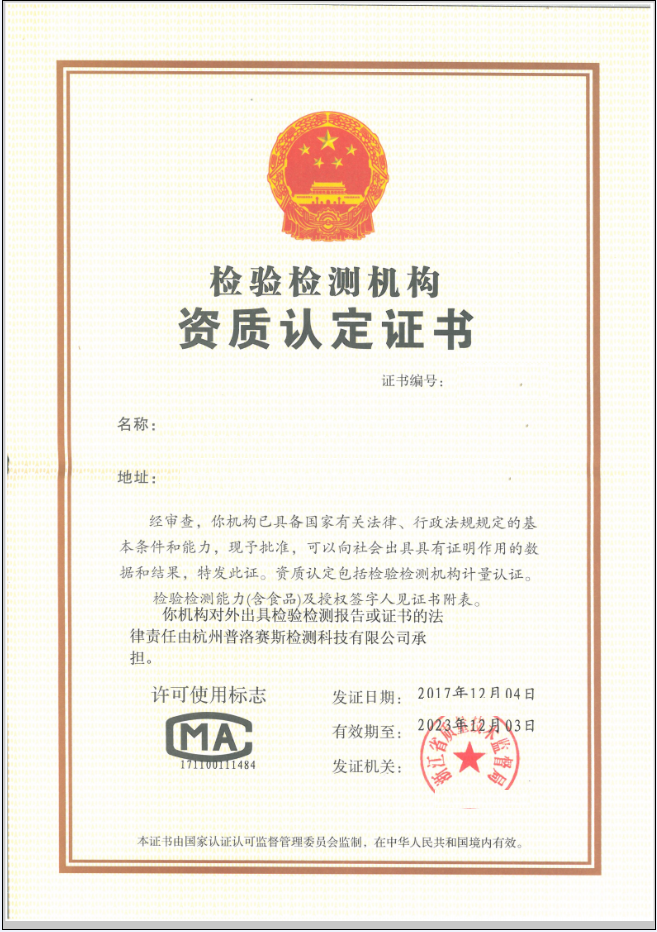 检验检测机构
资质认定证书
证书编号：
名称：
地址：
经审查，你机构已具备国家有关法律、行政法规规定的基
本条件和能力，现予批准，可以向社会出具具有证明作用的数
据和结果，特发此证。资质认定包括检验检测机构计量认证。
检验检测能力(含食品)及授权签字人见证书附表。
你机构对外出具检验检测报告或证书的法
律责任由杭州普洛赛斯检测科技有限公司承
担。
许可使用标志
MA
171100111484
发证日期：2017年12月04日
有效期至：2023年12月03日
发证机关：
浙江省质量技术监督局
本证书由国家认证认可监督管理委员会监制，在中华人民共和国境内有效。